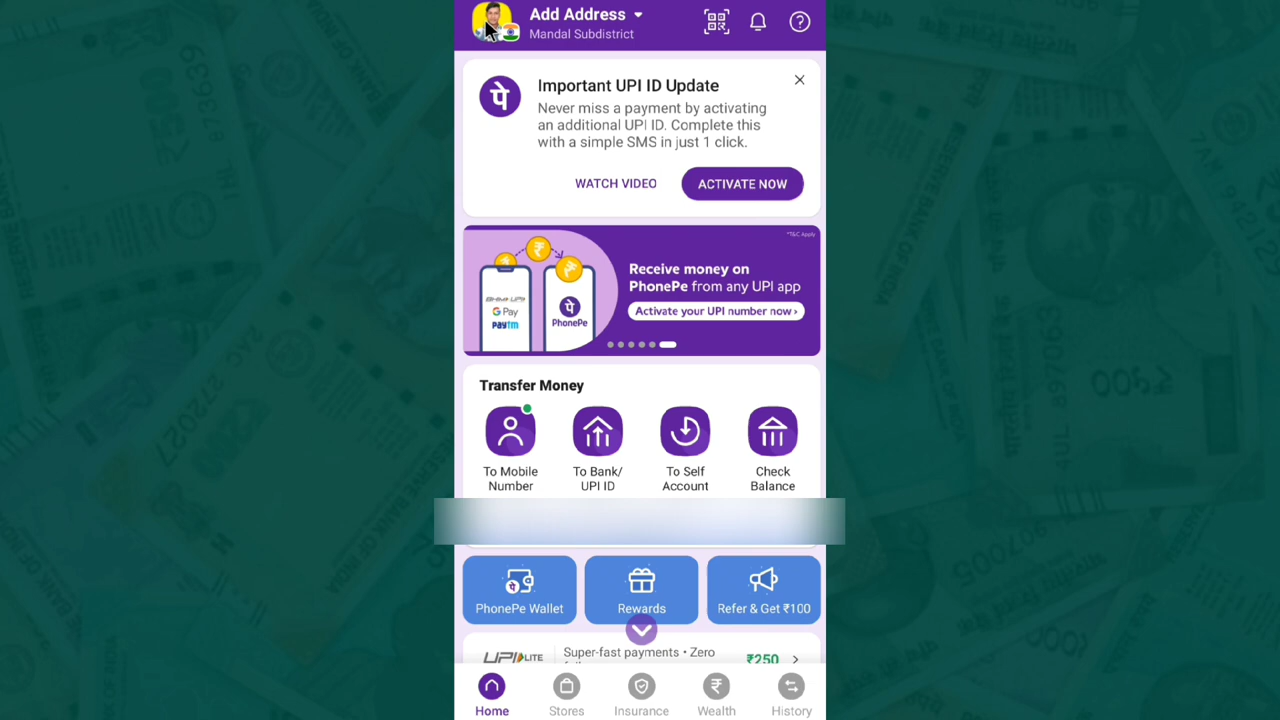 Add Address
Mandal Subdistrict
पे
Important UPI ID Update
Never miss a payment by activating
an additional UPI ID. Complete this
with a simple SMS in just 1 click.
WATCH VIDEO
ACTIVATE NOW
*T&C Apply
Receive money on
PhonePe from any UPI app
Activate your UPI number now ›
BHIM UPI
G Pay
paytm
पे
PhonePe
Transfer Money
To Mobile
Number
To Bank/
UPI ID
To Self
Account
Check
Balance
पे
PhonePe Wallet
Rewards
Refer & Get ₹100
UPI LITE
Super-fast payments • Zero
₹250
Home
Stores
Insurance
Wealth
History